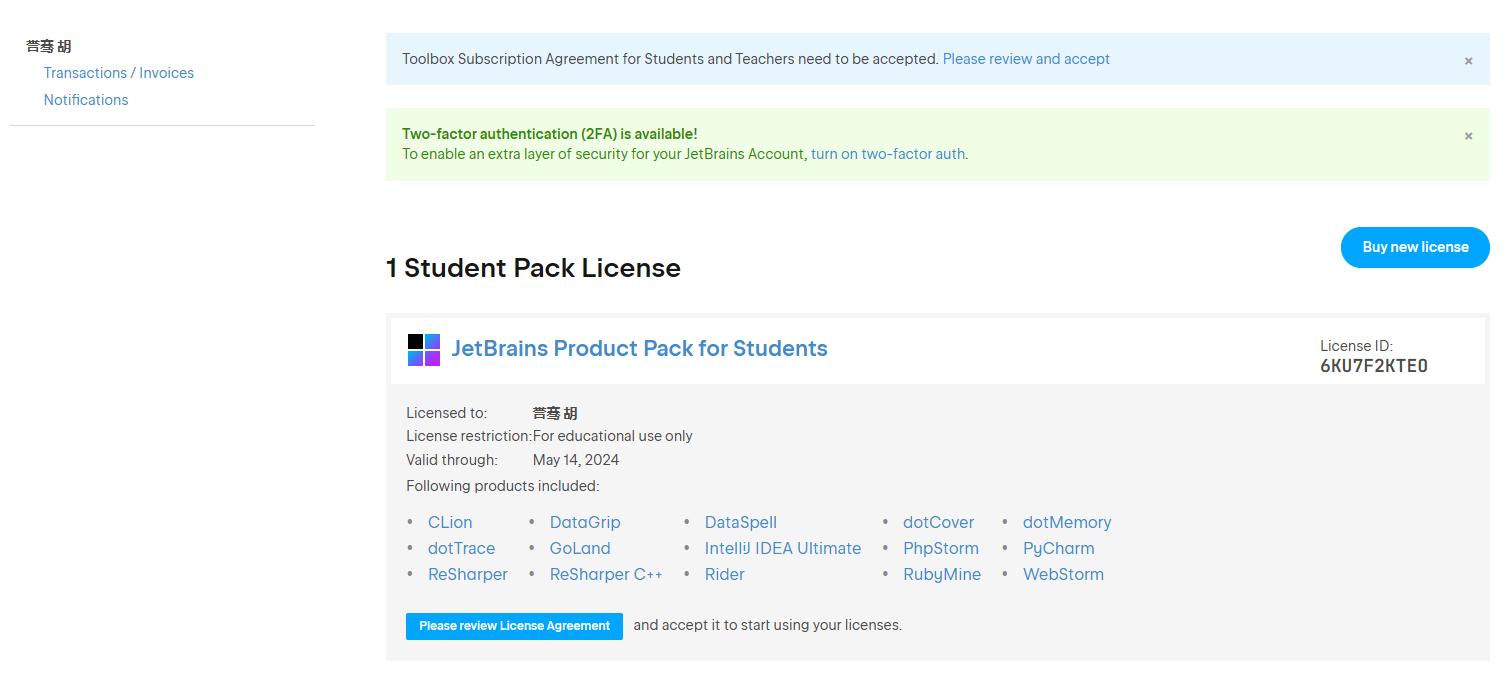 胡
Transactions / Invoices
Notifications
Toolbox Subscription Agreement for Students and Teachers need to be accepted. Please review and accept ×
Two-factor authentication (2FA) is available! ×
To enable an extra layer of security for your JetBrains Account, turn on two-factor auth.
Buy new license
1 Student Pack License
JetBrains Product Pack for Students
License ID:
6KU7F2KTE0
Licensed to: 胡
License restriction:For educational use only
Valid through: May 14, 2024
Following products included:
• CLion • DataGrip • DataSpell • dotCover • dotMemory
• dotTrace • GoLand • IntelliJ IDEA Ultimate • PhpStorm • PyCharm
• ReSharper • ReSharper C++ • Rider • RubyMine • WebStorm
Please review License Agreement and accept it to start using your licenses.